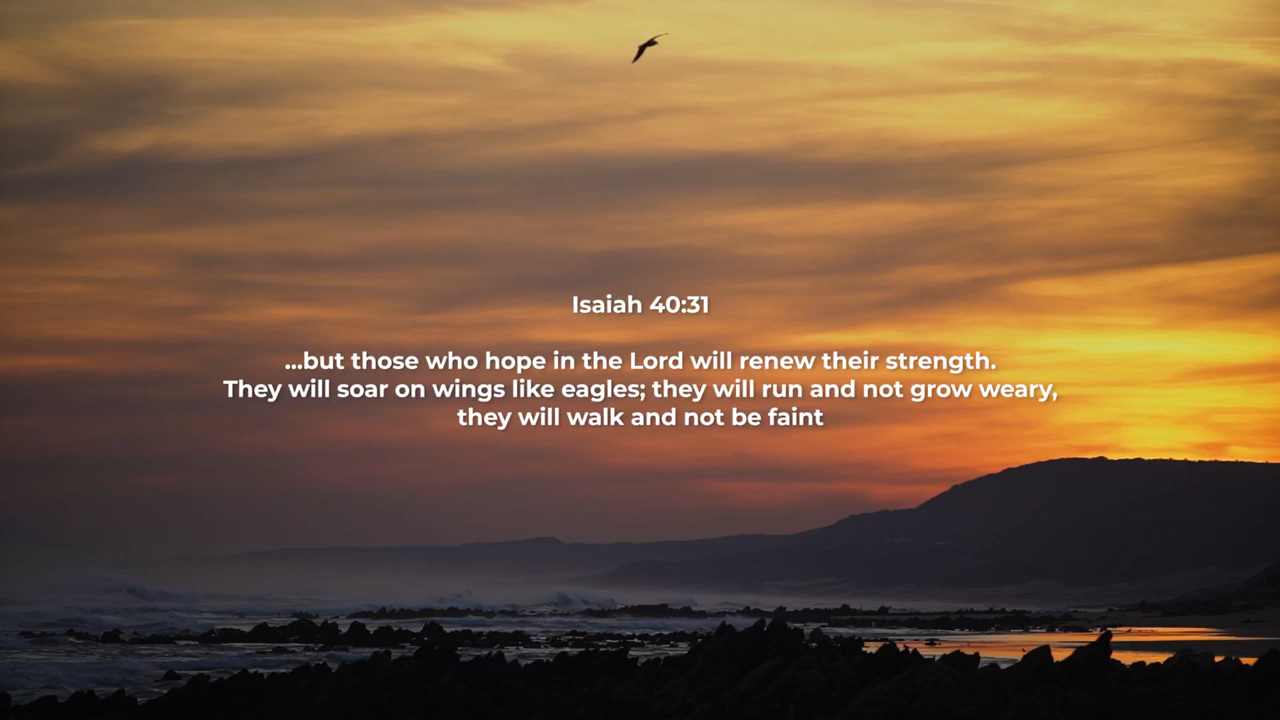 Isaiah 40:31
...but those who hope in the Lord will renew their strength.
They will soar on wings like eagles; they will run and not grow weary,
they will walk and not be faint